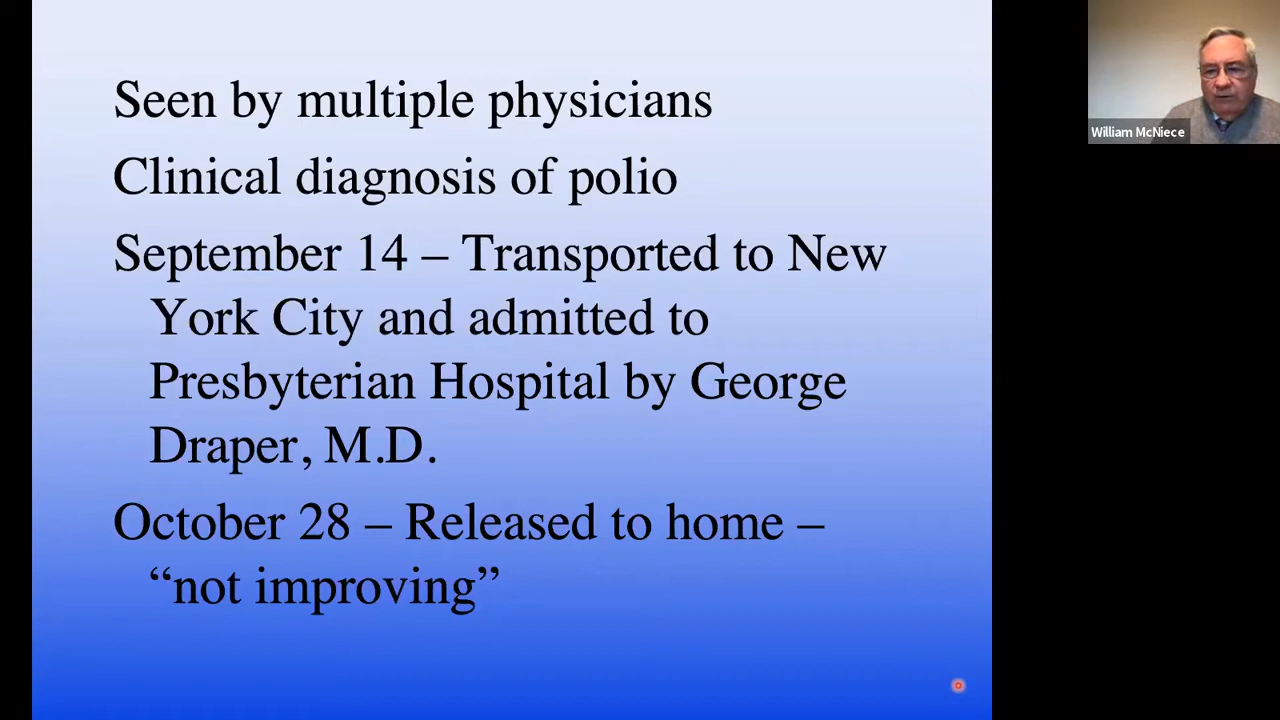 Seen by multiple physicians
Clinical diagnosis of polio
September 14 – Transported to New
York City and admitted to
Presbyterian Hospital by George
Draper, M.D.
October 28 – Released to home –
“not improving”
William McNiece